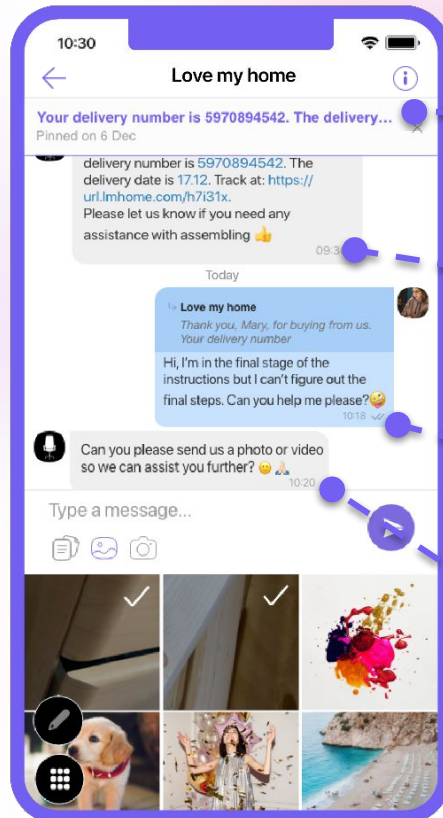 10:30
Love my home
Your delivery number is 5970894542. The delivery...
Pinned on 6 Dec
delivery number is 5970894542. The
delivery date is 17.12. Track at: https://
url.lmhome.com/h7i31x.
Please let us know if you need any
assistance with assembling 👍
09:3
Today
Love my home
Thank you, Mary, for buying from us.
Your delivery number
Hi, I'm in the final stage of the
instructions but I can't figure out the
final steps. Can you help me please?🤪
10:18
Can you please send us a photo or video
so we can assist you further? 🙂 🙏🏻
10:20
Type a message...